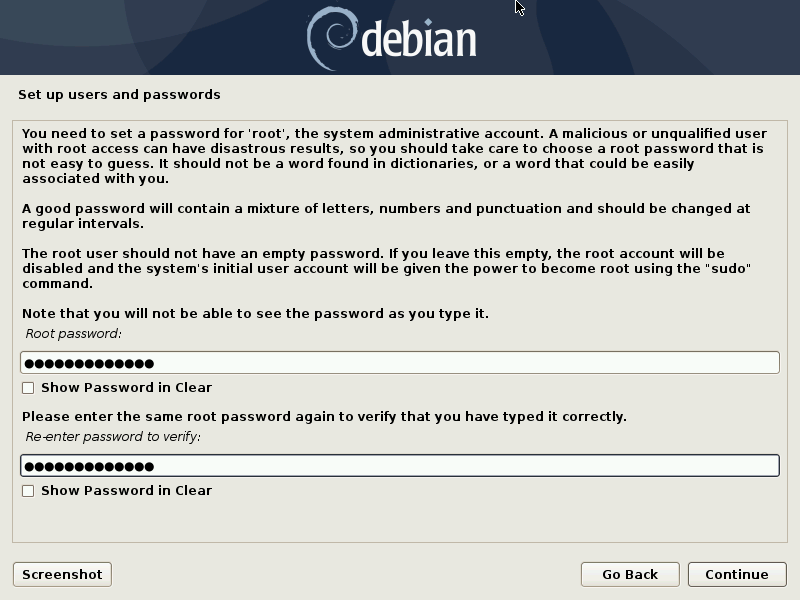 debian
Set up users and passwords
You need to set a password for 'root', the system administrative account. A malicious or unqualified user
with root access can have disastrous results, so you should take care to choose a root password that is
not easy to guess. It should not be a word found in dictionaries, or a word that could be easily
associated with you.
A good password will contain a mixture of letters, numbers and punctuation and should be changed at
regular intervals.
The root user should not have an empty password. If you leave this empty, the root account will be
disabled and the system's initial user account will be given the power to become root using the "sudo"
command.
Note that you will not be able to see the password as you type it.
Root password:
●●●●●●●●●●●●●
Show Password in Clear
Please enter the same root password again to verify that you have typed it correctly.
Re-enter password to verify:
●●●●●●●●●●●●●
Show Password in Clear
Screenshot
Go Back
Continue